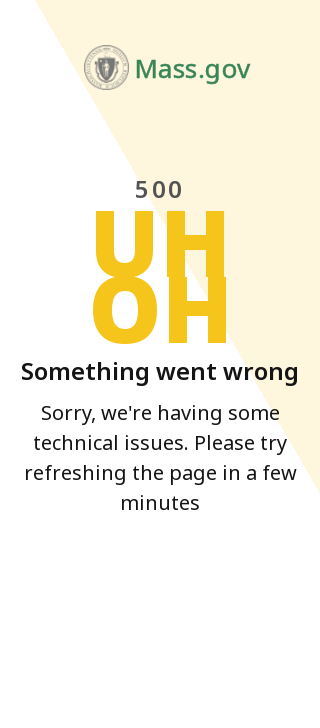 Mass.gov
500
UH
OH
Something went wrong
Sorry, we're having some
technical issues. Please try
refreshing the page in a few
minutes